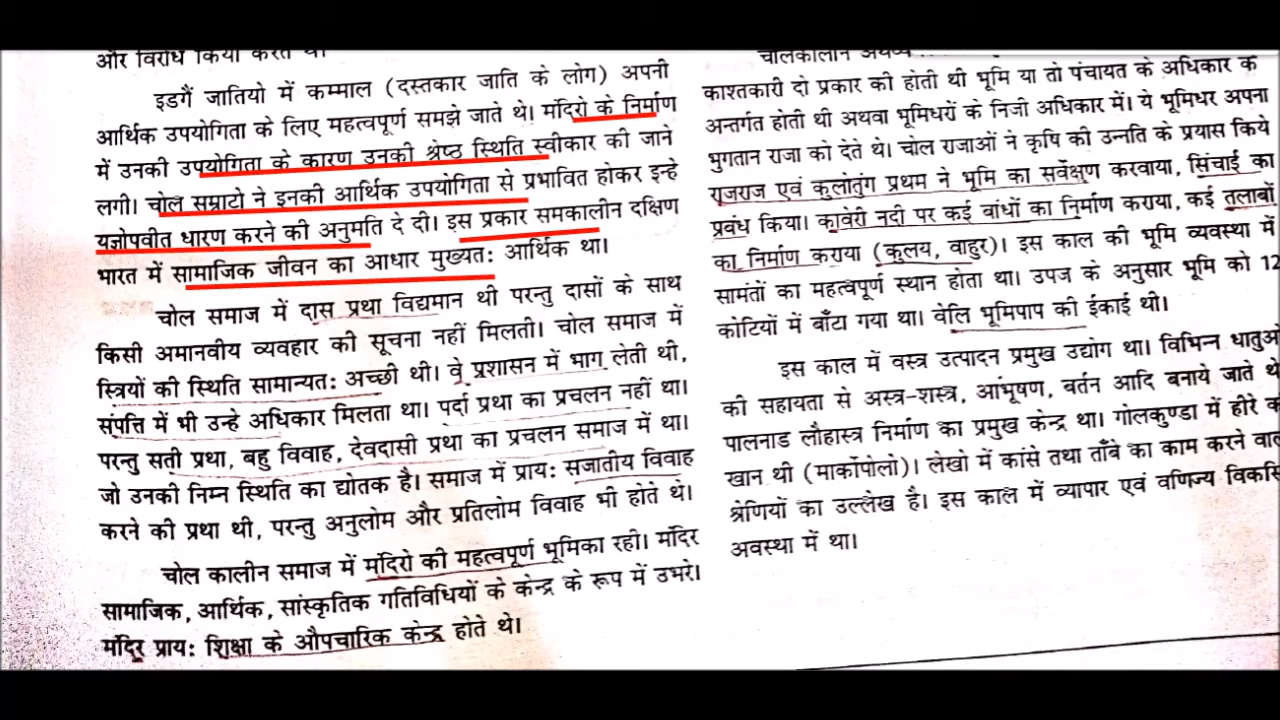 और विरोध किया करते थे।
इडगैं जातियो में कम्माल (दस्तकार जाति के लोग) अपनी
आर्थिक उपयोगिता के लिए महत्वपूर्ण समझे जाते थे। मंदिरो के निर्माण
में उनकी उपयोगिता के कारण उनकी श्रेष्ठ स्थिति स्वीकार की जाने
लगी। चोल सम्राटो ने इनकी आर्थिक उपयोगिता से प्रभावित होकर इन्हे
यज्ञोपवीत धारण करने की अनुमति दे दी। इस प्रकार समकालीन दक्षिण
भारत में सामाजिक जीवन का आधार मुख्यत: आर्थिक था।
चोल समाज में दास प्रथा विद्यमान थी परन्तु दासों के साथ
किसी अमानवीय व्यवहार की सूचना नहीं मिलती। चोल समाज में
स्त्रियों की स्थिति सामान्यत: अच्छी थी। वे प्रशासन में भाग लेती थी,
संपत्ति में भी उन्हे अधिकार मिलता था। पर्दा प्रथा का प्रचलन नहीं था।
परन्तु सती प्रथा, बहु विवाह, देवदासी प्रथा का प्रचलन समाज में था।
जो उनकी निम्न स्थिति का द्योतक है। समाज में प्राय: सजातीय विवाह
करने की प्रथा थी, परन्तु अनुलोम और प्रतिलोम विवाह भी होते थे।
चोल कालीन समाज में मंदिरो की महत्वपूर्ण भूमिका रही। मंदिर
सामाजिक, आर्थिक, सांस्कृतिक गतिविधियों के केन्द्र के रूप में उभरे।
मंदिर प्राय: शिक्षा के औपचारिक केन्द्र होते थे।
चोलकालीन
काश्तकारी दो प्रकार की होती थी भूमि या तो पंचायत के अधिकार के
अन्तर्गत होती थी अथवा भूमिधरों के निजी अधिकार में। ये भूमिधर अपना
भुगतान राजा को देते थे। चोल राजाओं ने कृषि की उन्नति के प्रयास किये
राजराज एवं कुलोतुंग प्रथम ने भूमि का सर्वेक्षण करवाया, सिंचाई का
प्रबंध किया। कावेरी नदी पर कई बांधों का निर्माण कराया, कई तलाबों
का निर्माण कराया (कुलय, वाहुर)। इस काल की भूमि व्यवस्था में
सामंतों का महत्वपूर्ण स्थान होता था। उपज के अनुसार भूमि को 12
कोटियों में बाँटा गया था। वेलि भूमिपाप की ईकाई थी।
इस काल में वस्त्र उत्पादन प्रमुख उद्योग था। विभिन्न धातुओ
की सहायता से अस्त्र-शस्त्र, आंभूषण, बर्तन आदि बनाये जाते थे
पालनाड लौहास्त्र निर्माण का प्रमुख केन्द्र था। गोलकुण्डा में हीरे क
खान थी (मार्कोपोलो)। लेखो में कांसे तथा ताँबे का काम करने वाल
श्रेणियों का उल्लेख है। इस काल में व्यापार एवं वणिज्य विकसि
अवस्था में था।